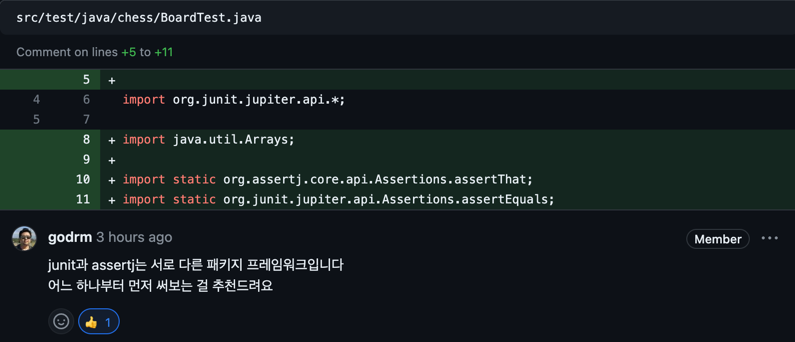 src/test/java/chess/BoardTest.java
Comment on lines +5 to +11
5 +
4 6 import org.junit.jupiter.api.*;
5 7
8 + import java.util.Arrays;
9 +
10 + import static org.assertj.core.api.Assertions.assertThat;
11 + import static org.junit.jupiter.api.Assertions.assertEquals;
godrm 3 hours ago Member
junit과 assertj는 서로 다른 패키지 프레임워크입니다
어느 하나부터 먼저 써보는 걸 추천드려요
👍 1